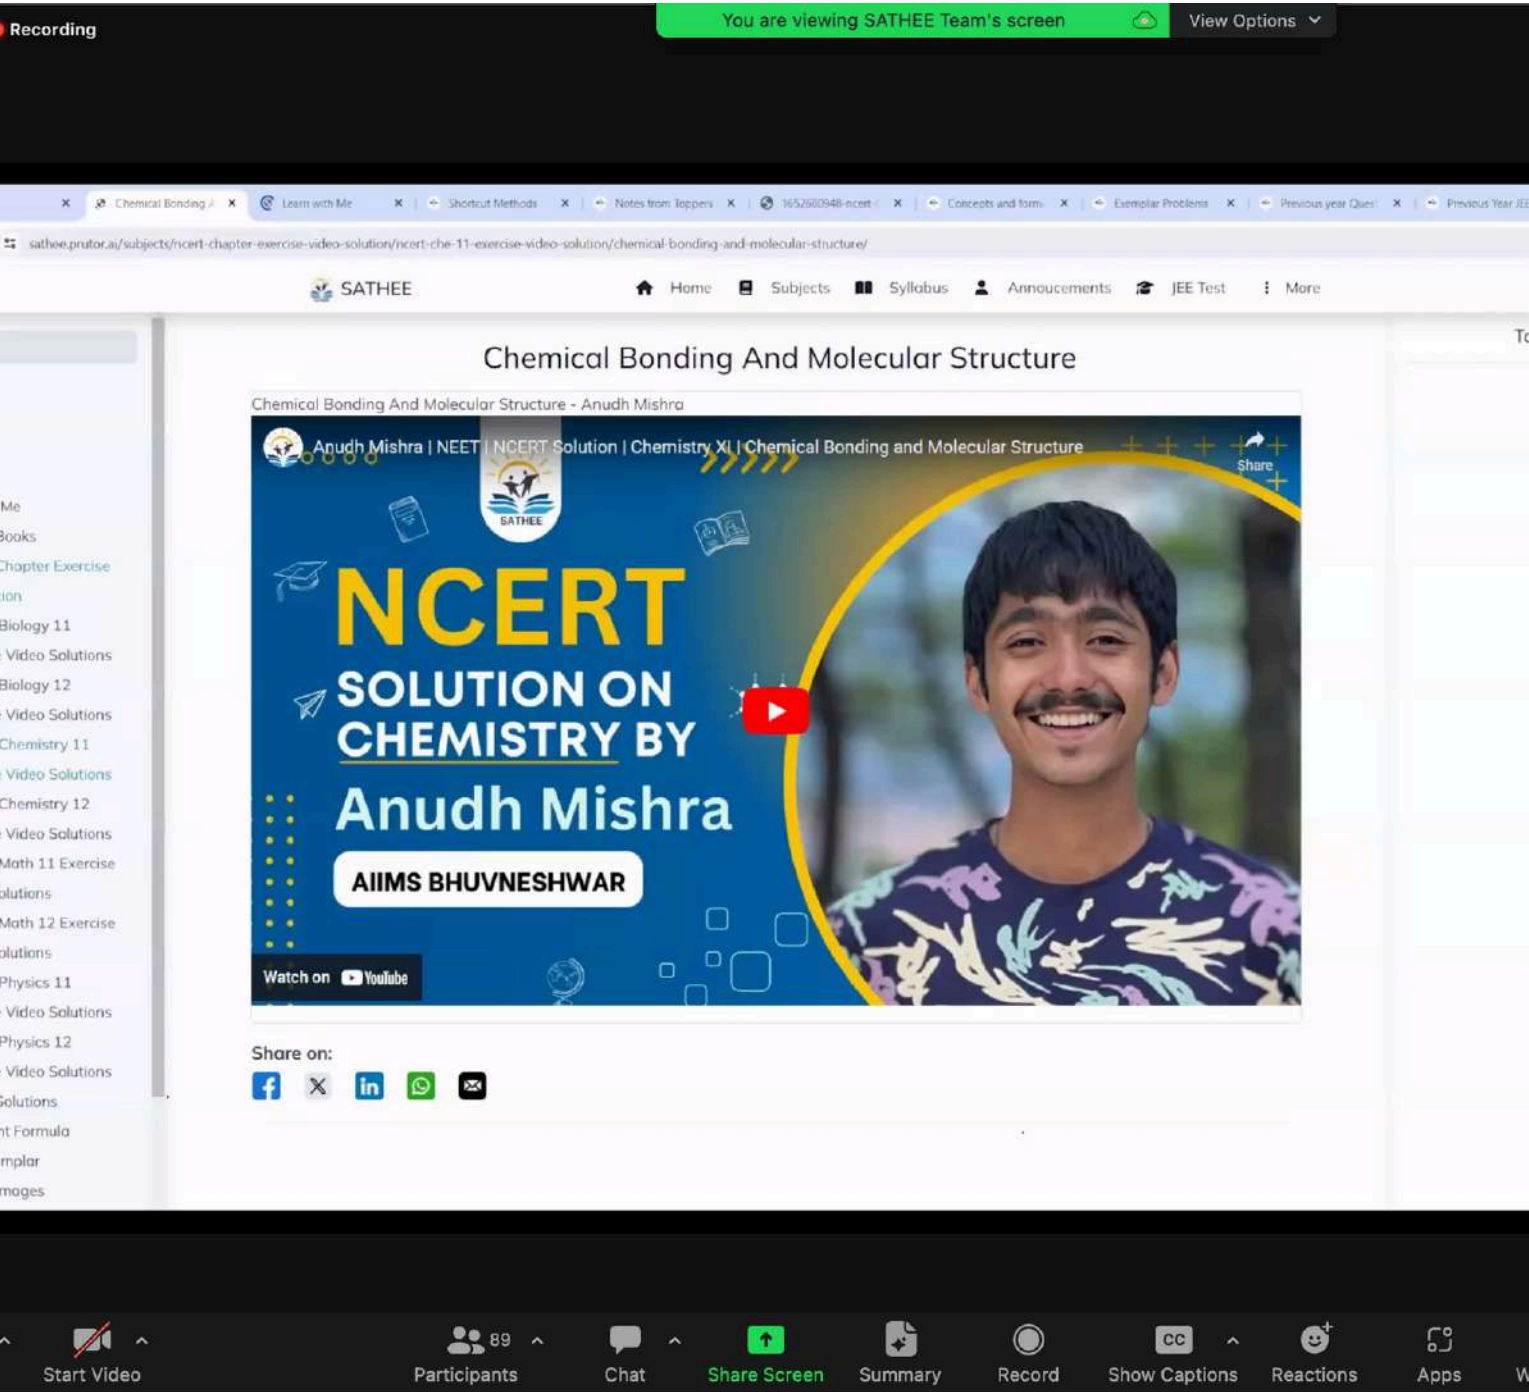 Recording
You are viewing SATHEE Team's screen
View Options
Chemical Bonding A
Learn with Me
Shortcut Methods
Notes from Toppers
1652680948-ncert-
Concepts and form
Exemplar Problems
Previous year Ques
Previous Year JEE
sathee.prutor.ai/subjects/ncert-chapter-exercise-video-solution/ncert-che-11-exercise-video-solution/chemical-bonding-and-molecular-structure/
SATHEE
Home
Subjects
Syllabus
Annoucements
JEE Test
More
Me
Books
Chapter Exercise
tion
Biology 11
Video Solutions
Biology 12
Video Solutions
Chemistry 11
Video Solutions
Chemistry 12
Video Solutions
Math 11 Exercise
olutions
Math 12 Exercise
olutions
Physics 11
Video Solutions
Physics 12
Video Solutions
Solutions
nt Formula
mplar
mages
Chemical Bonding And Molecular Structure
Chemical Bonding And Molecular Structure - Anudh Mishra
Anudh Mishra | NEET | NCERT Solution | Chemistry XI | Chemical Bonding and Molecular Structure
Share
SATHEE
NCERT
SOLUTION ON
CHEMISTRY BY
Anudh Mishra
AIIMS BHUVNESHWAR
Watch on YouTube
Share on:
To
Start Video
89
Participants
Chat
Share Screen
Summary
Record
CC
Show Captions
Reactions
Apps
W